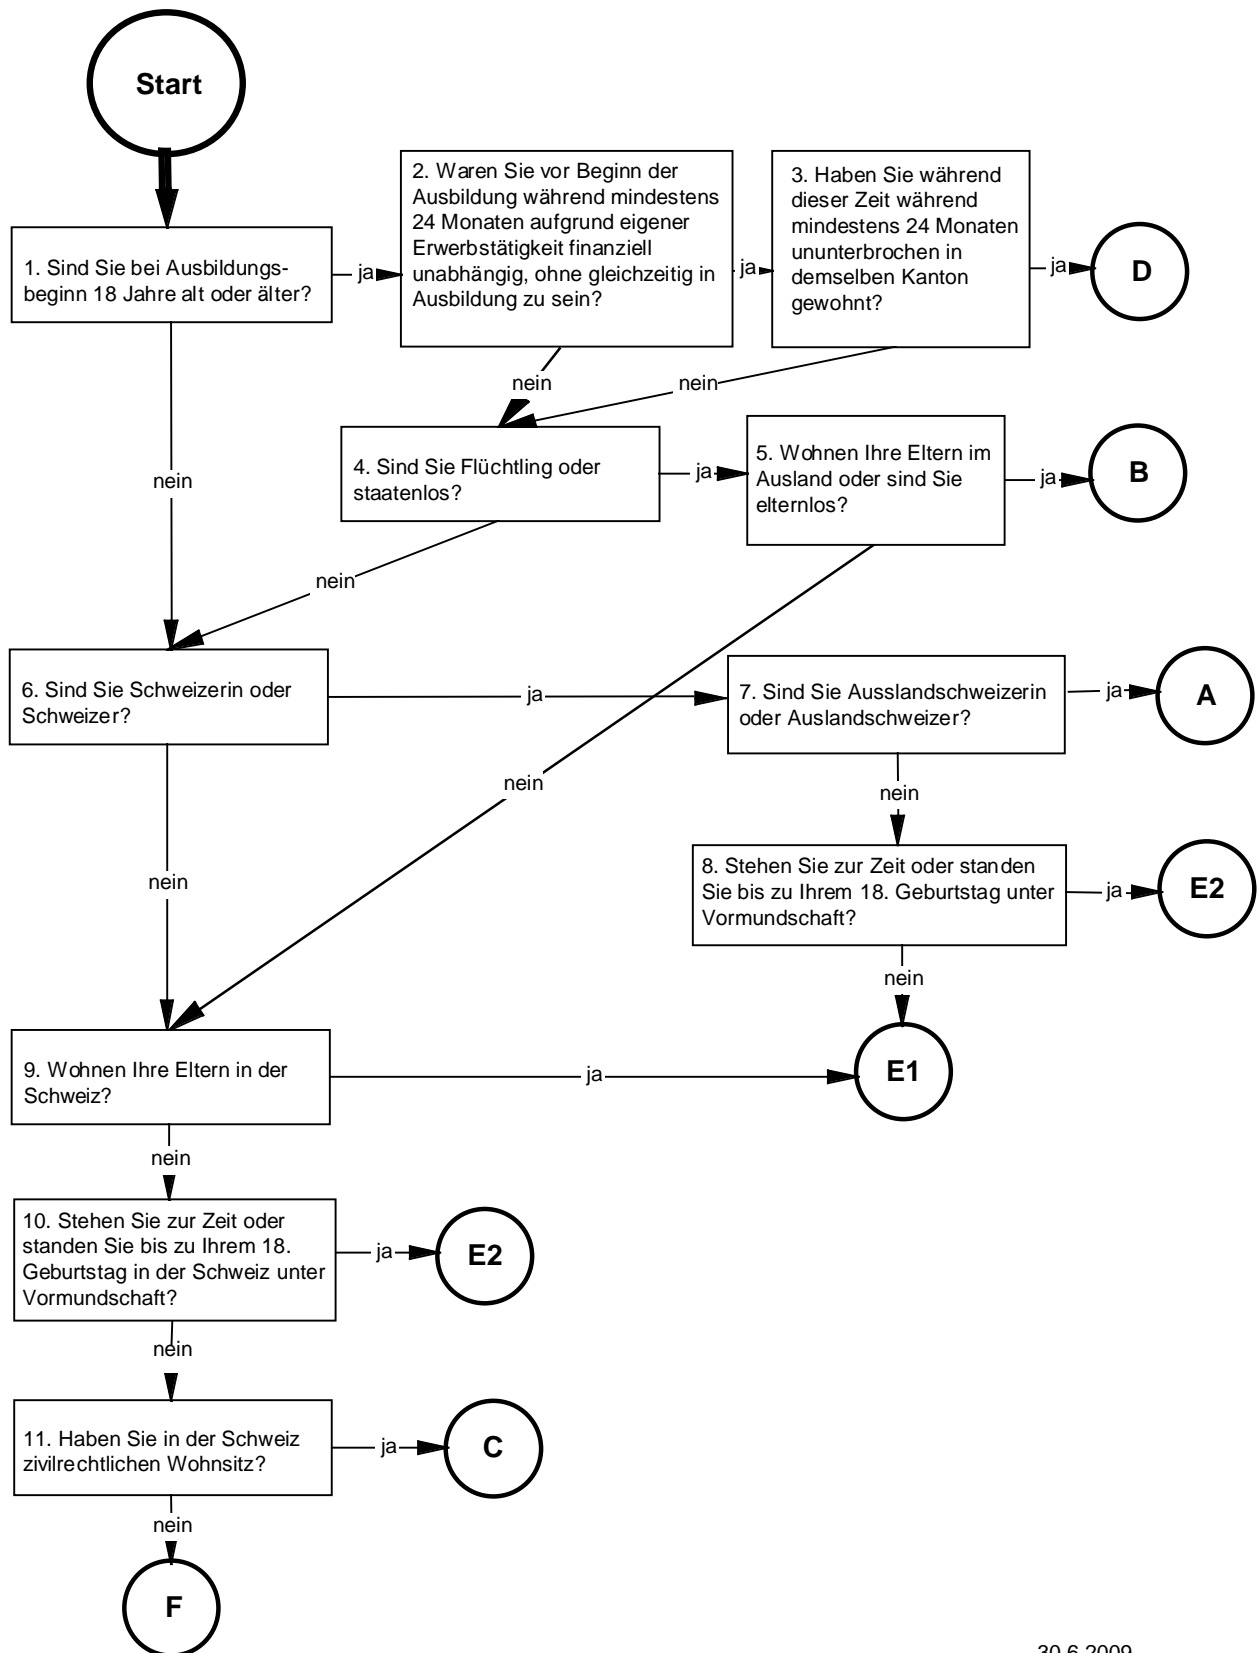 Start
1. Sind Sie bei Ausbildungs-
beginn 18 Jahre alt oder älter?
ja
2. Waren Sie vor Beginn der
Ausbildung während mindestens
24 Monaten aufgrund eigener
Erwerbstätigkeit finanziell
unabhängig, ohne gleichzeitig in
Ausbildung zu sein?
ja
3. Haben Sie während
dieser Zeit während
mindestens 24 Monaten
ununterbrochen in
demselben Kanton
gewohnt?
ja
D
nein
nein
nein
4. Sind Sie Flüchtling oder
staatenlos?
ja
5. Wohnen Ihre Eltern im
Ausland oder sind Sie
elternlos?
ja
B
nein
nein
6. Sind Sie Schweizerin oder
Schweizer?
ja
7. Sind Sie Ausslandschweizerin
oder Auslandschweizer?
ja
A
nein
nein
8. Stehen Sie zur Zeit oder standen
Sie bis zu Ihrem 18. Geburtstag unter
Vormundschaft?
ja
E2
nein
9. Wohnen Ihre Eltern in der
Schweiz?
ja
E1
nein
10. Stehen Sie zur Zeit oder
standen Sie bis zu Ihrem 18.
Geburtstag in der Schweiz unter
Vormundschaft?
ja
E2
nein
11. Haben Sie in der Schweiz
zivilrechtlichen Wohnsitz?
ja
C
nein
F
30.6.2009